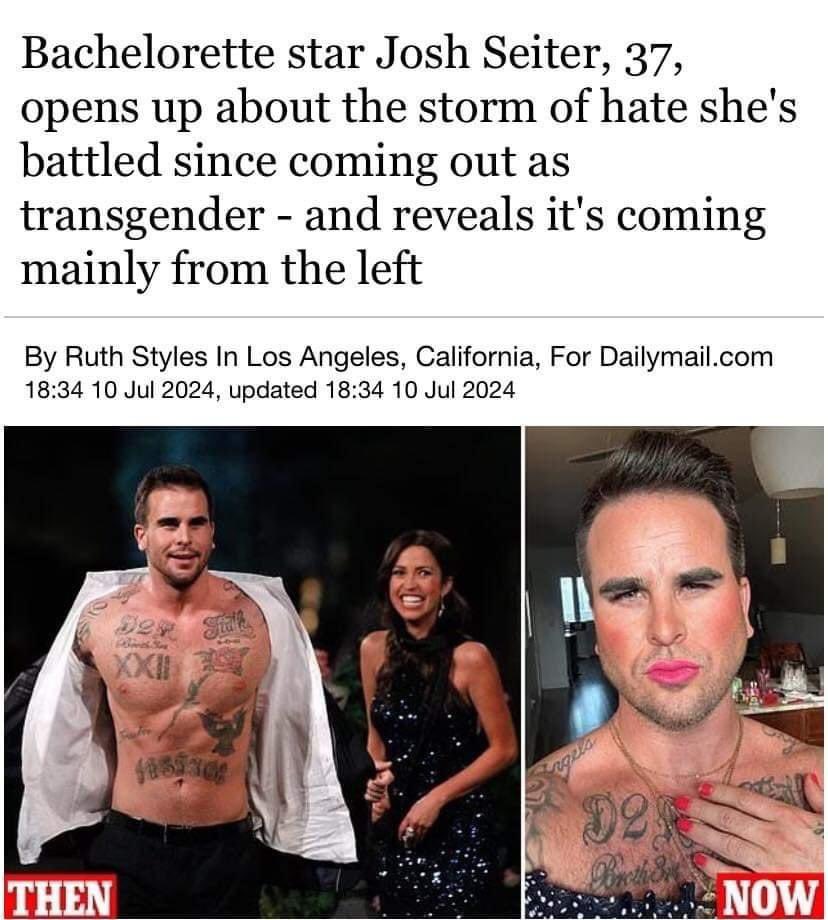 Bachelorette star Josh Seiter, 37,
opens up about the storm of hate she's
battled since coming out as
transgender - and reveals it's coming
mainly from the left
By Ruth Styles In Los Angeles, California, For Dailymail.com
18:34 10 Jul 2024, updated 18:34 10 Jul 2024
XXII
Angels
THEN
NOW